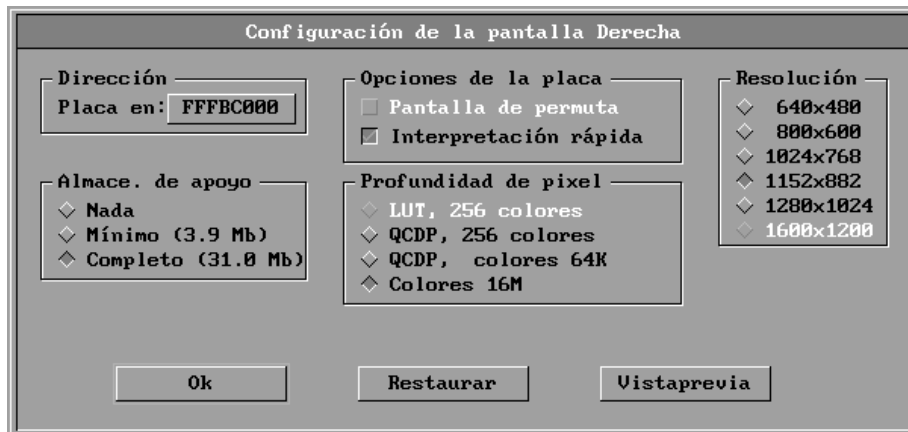 Configuración de la pantalla Derecha
Dirección
Placa en: FFFBC000
Opciones de la placa
Pantalla de permuta
Interpretación rápida
Resolución
640x480
800x600
1024x768
1152x882
1280x1024
1600x1200
Almace. de apoyo
Nada
Mínimo (3.9 Mb)
Completo (31.0 Mb)
Profundidad de pixel
LUT, 256 colores
QCDP, 256 colores
QCDP, colores 64K
Colores 16M
Ok
Restaurar
Vistaprevia